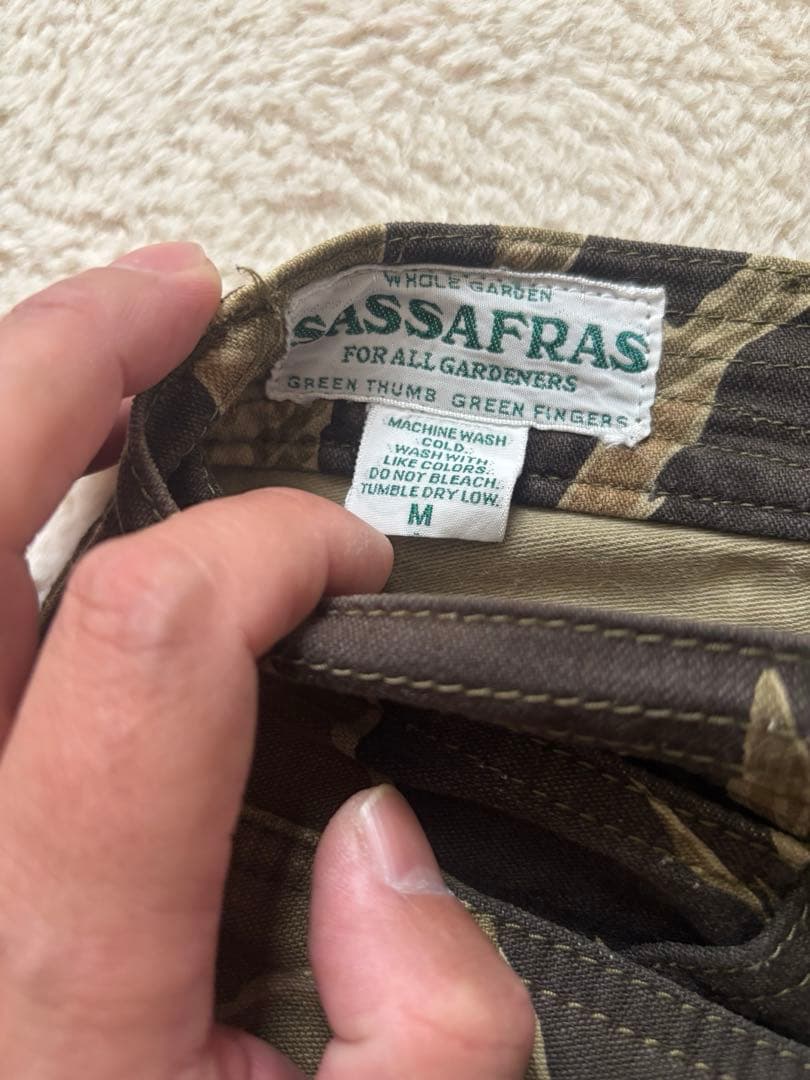 WHOLE GARDEN
SASSAFRAS
FOR ALL GARDENERS
GREEN THUMB GREEN FINGERS
MACHINE WASH
COLD.
WASH WITH
LIKE COLORS.
DO NOT BLEACH.
TUMBLE DRY LOW.
M